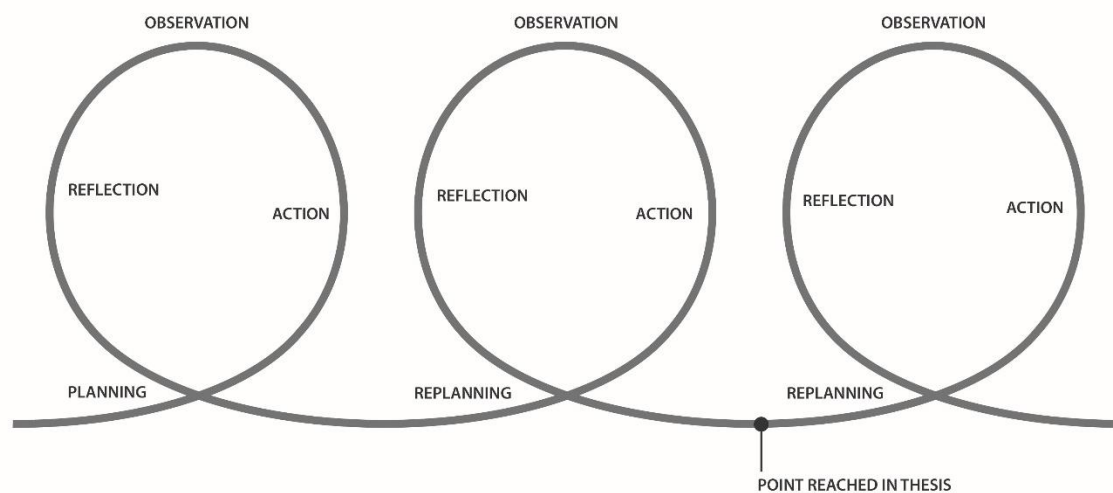 OBSERVATION
OBSERVATION
OBSERVATION
REFLECTION
ACTION
REFLECTION
ACTION
REFLECTION
ACTION
PLANNING
REPLANNING
REPLANNING
POINT REACHED IN THESIS